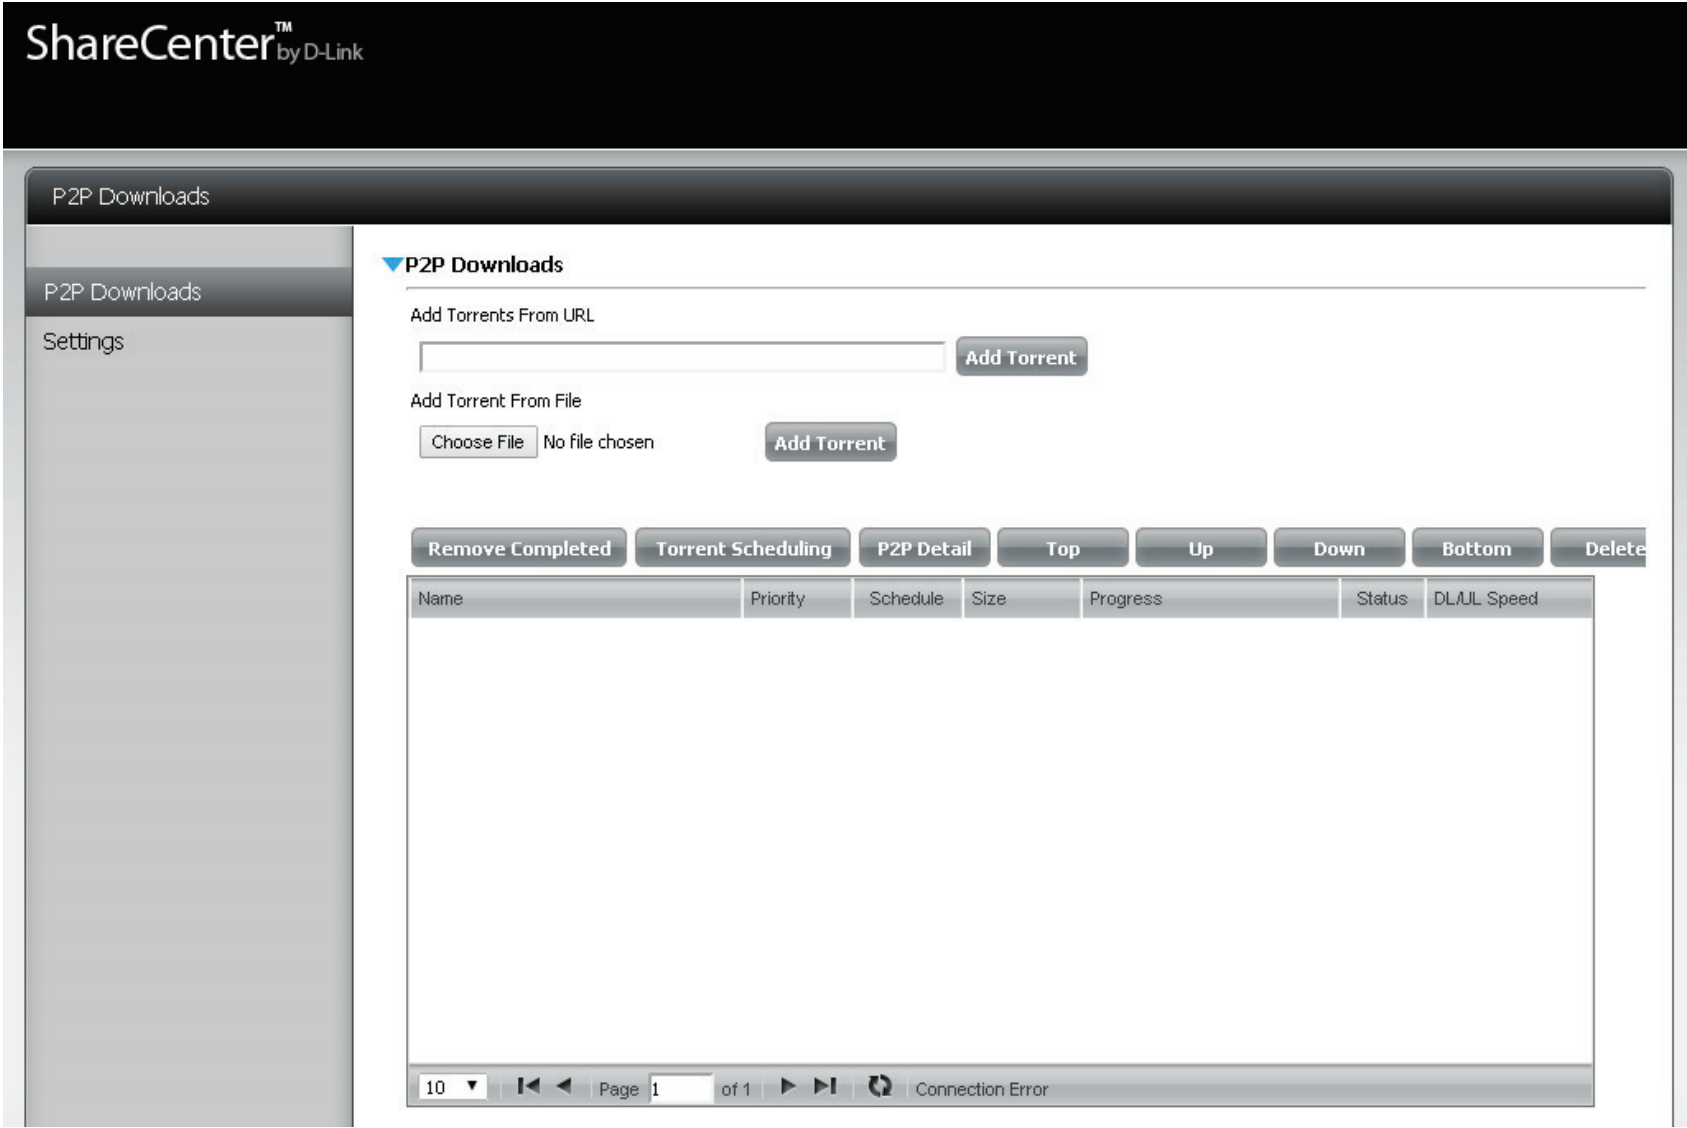 ShareCenter™ by D-Link
P2P Downloads
P2P Downloads
Settings
P2P Downloads
Add Torrents From URL
Add Torrent
Add Torrent From File
Choose File No file chosen Add Torrent
Remove Completed Torrent Scheduling P2P Detail Top Up Down Bottom Delete
Name Priority Schedule Size Progress Status DL/UL Speed
10 Page 1 of 1 Connection Error